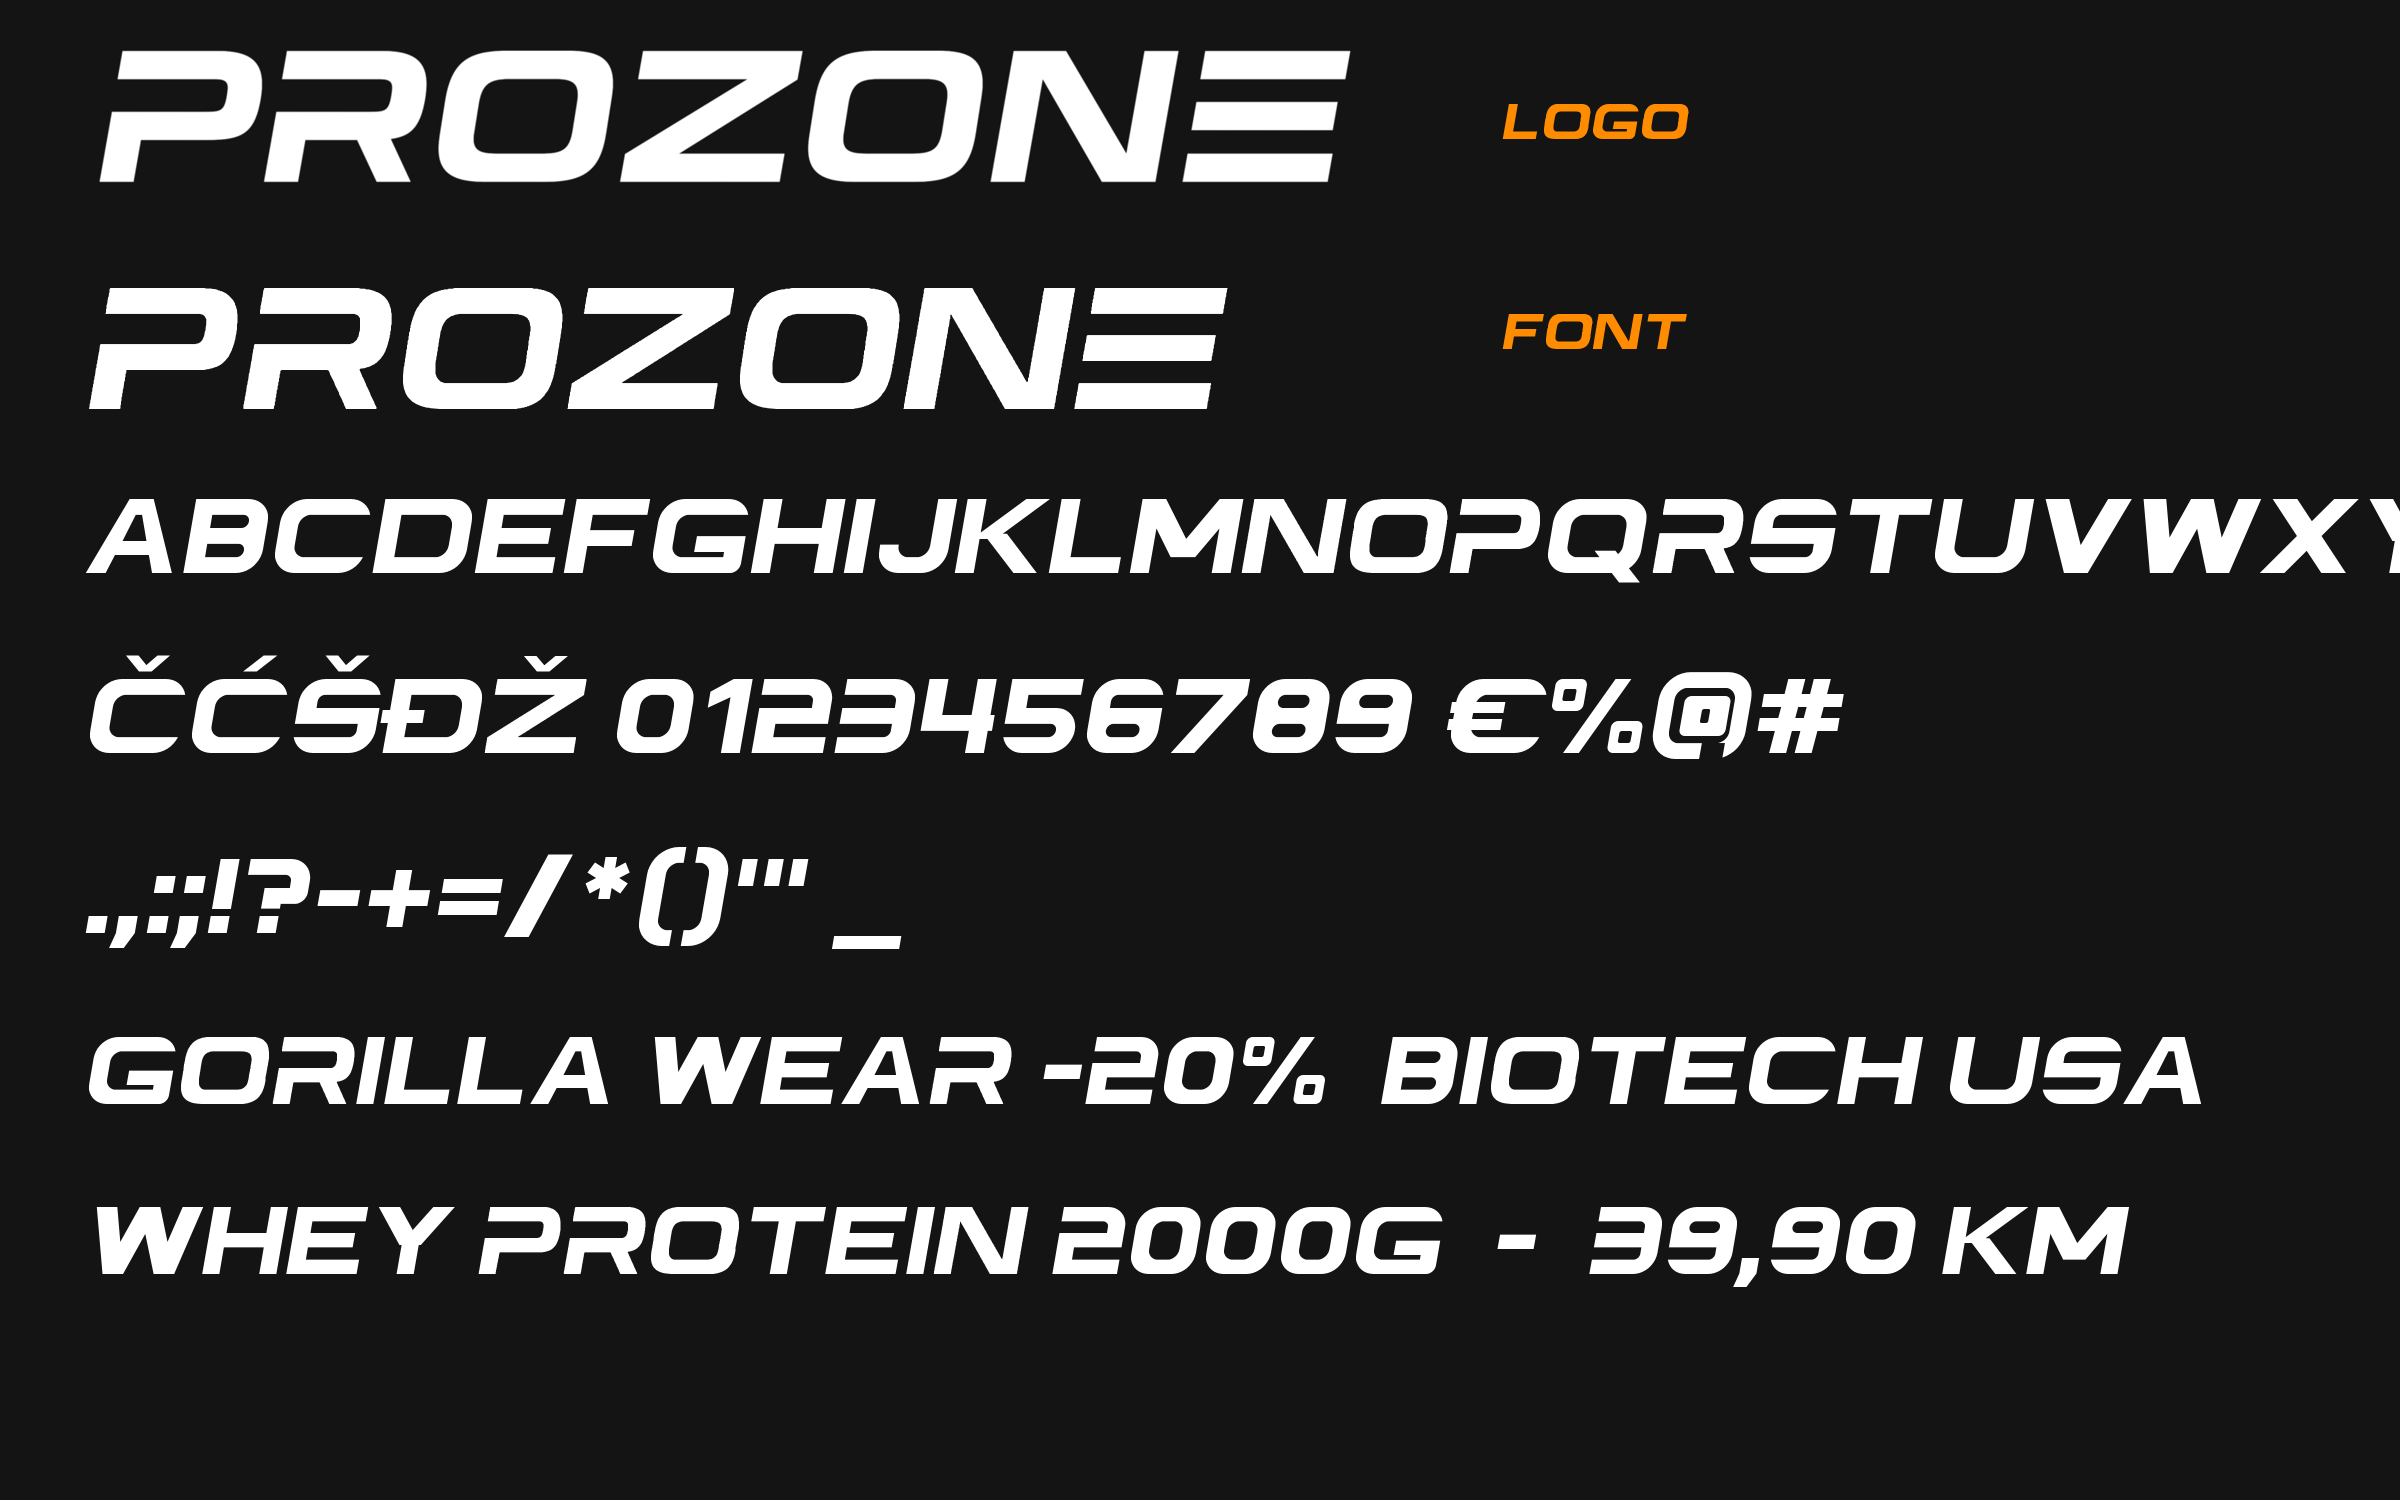 PROZONE LOGO
PROZONE FONT
ABCDEFGHIJKLMNOPQRSTUVWXY
ČĆŠĐŽ 0123456789 €%@#
.,:;!?-+=/*()"'_
GORILLA WEAR -20% BIOTECH USA
WHEY PROTEIN 2000G - 39,90 KM